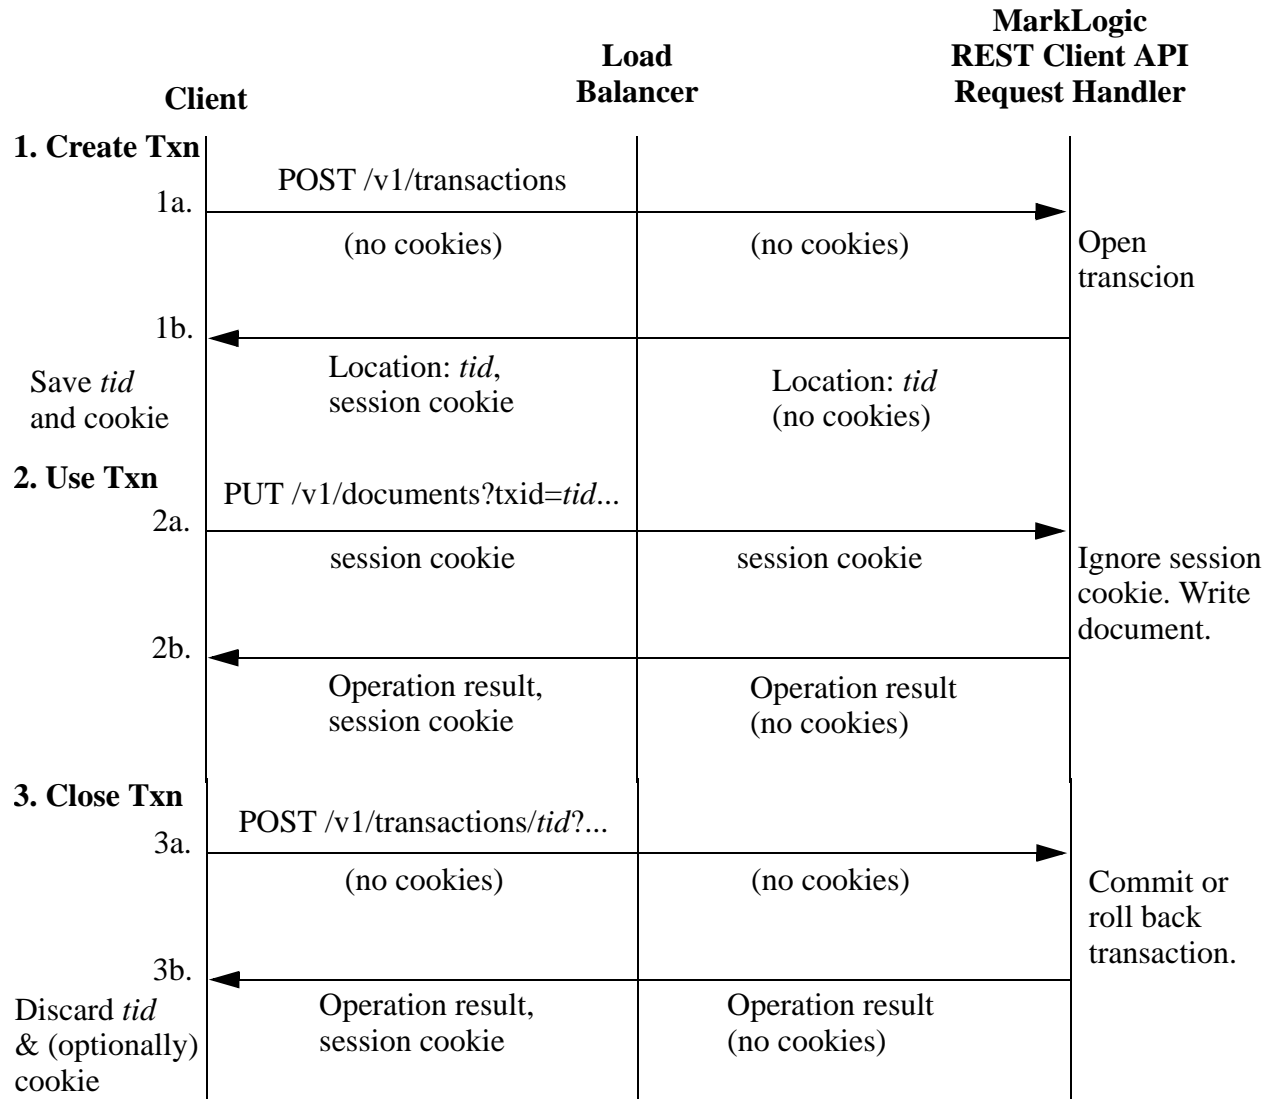 MarkLogic
REST Client API
Request Handler
Load
Balancer
Client
1. Create Txn
POST /v1/transactions
1a.
(no cookies)
(no cookies)
Open
transcion
1b.
Location: tid,
session cookie
Location: tid
(no cookies)
Save tid
and cookie
2. Use Txn
PUT /v1/documents?txid=tid...
2a.
session cookie
session cookie
Ignore session
cookie. Write
document.
2b.
Operation result,
session cookie
Operation result
(no cookies)
3. Close Txn
POST /v1/transactions/tid?...
3a.
(no cookies)
(no cookies)
Commit or
roll back
transaction.
3b.
Operation result,
session cookie
Operation result
(no cookies)
Discard tid
& (optionally)
cookie